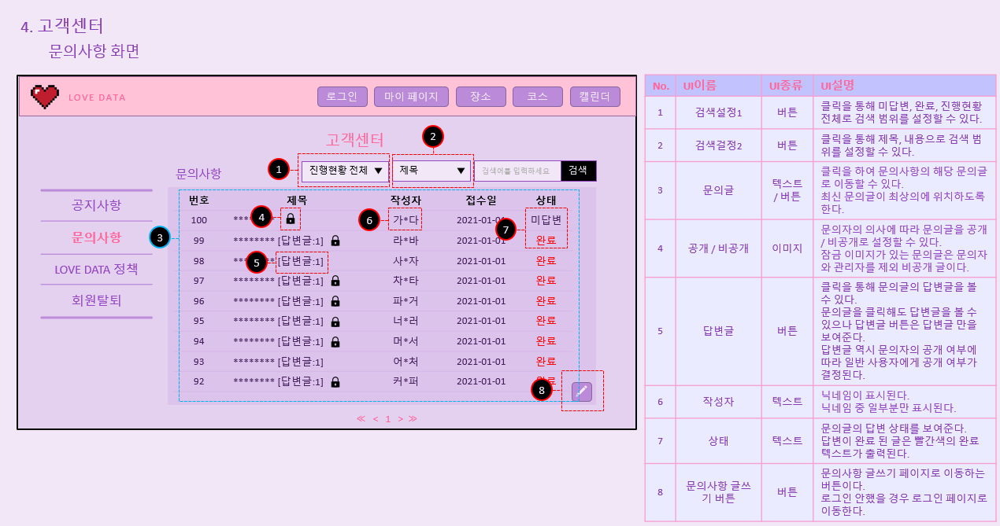 4. 고객센터
문의사항 화면
LOVE DATA
로그인
마이 페이지
장소
코스
캘린더
고객센터
2
1
진행현황 전체 ▼
제목 ▼
검색어를 입력하세요
검색
문의사항
공지사항
문의사항
LOVE DATA 정책
회원탈퇴
3
번호 제목 작성자 접수일 상태
100 ** 4 6 가*다 2021-01-01 미답변
7
99 ******** [답변글:1] 라*바 2021-01-01 완료
98 *** 5 [답변글:1] 사*자 2021-01-01 완료
97 ******** [답변글:1] 차*타 2021-01-01 완료
96 ******** [답변글:1] 파*거 2021-01-01 완료
95 ******** [답변글:1] 너*러 2021-01-01 완료
94 ******** [답변글:1] 머*서 2021-01-01 완료
93 ******** [답변글:1] 어*처 2021-01-01 완료
92 ******** [답변글:1] 커*퍼 2021-01-01 완료
8
≪ < 1 > ≫
No. UI이름 UI종류 UI설명
1 검색설정1 버튼
클릭을 통해 미답변, 완료, 진행현황
전체로 검색 범위를 설정할 수 있다.
2 검색걸정2 버튼
클릭을 통해 제목, 내용으로 검색 범
위를 설정할 수 있다.
3 문의글
텍스트
/ 버튼
클릭을 하여 문의사항의 해당 문의글
로 이동할 수 있다.
최신 문의글이 최상의에 위치하도록
한다.
4 공개 / 비공개 이미지
문의자의 의사에 따라 문의글을 공개
/ 비공개로 설정할 수 있다.
잠금 이미지가 있는 문의글은 문의자
와 관리자를 제외 비공개 글이다.
5 답변글 버튼
클릭을 통해 문의글의 답변글을 볼
수 있다.
문의글을 클릭해도 답변글을 볼 수
있으나 답변글 버튼은 답변글 만을
보여준다.
답변글 역시 문의자의 공개 여부에
따라 일반 사용자에게 공개 여부가
결정된다.
6 작성자 텍스트
닉네임이 표시된다.
닉네임 중 일부분만 표시된다.
7 상태 텍스트
문의글의 답변 상태를 보여준다.
답변이 완료 된 글은 빨간색의 완료
텍스트가 출력된다.
8
문의사항 글쓰
기 버튼
버튼
문의사항 글쓰기 페이지로 이동하는
버튼이다.
로그인 안했을 경우 로그인 페이지로
이동한다.